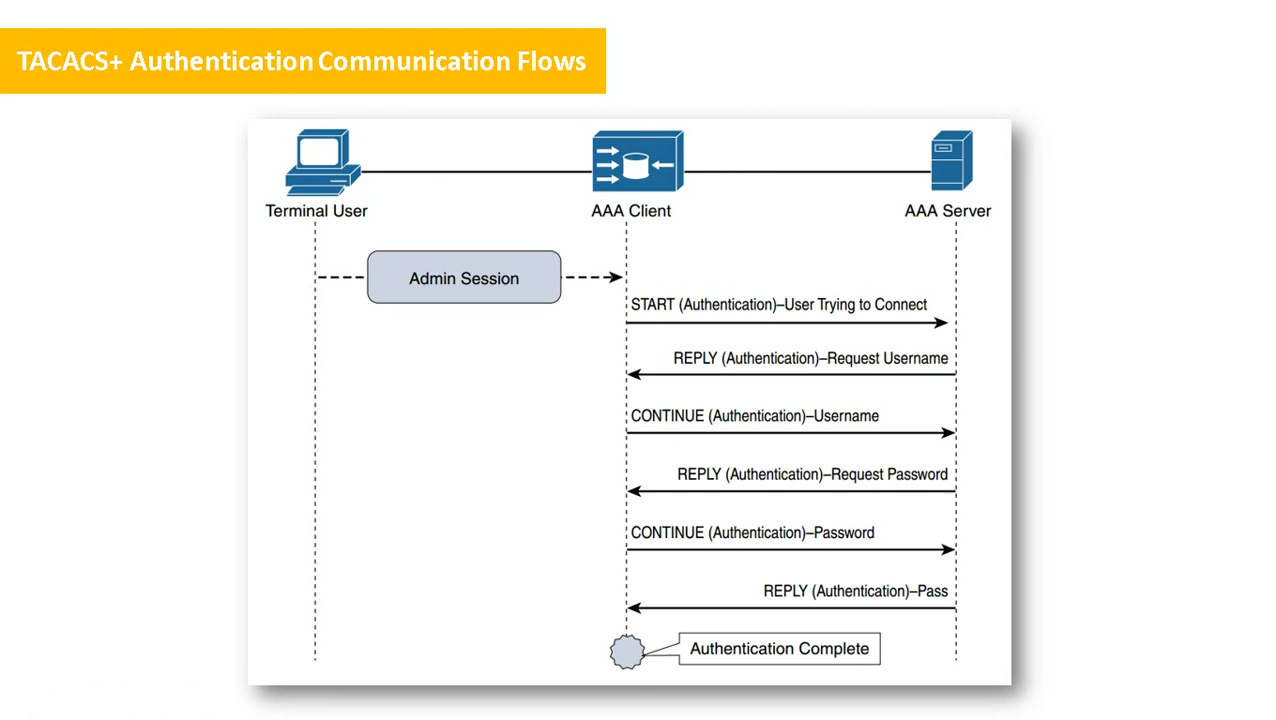 TACACS+ Authentication Communication Flows
Terminal User
AAA Client
AAA Server
Admin Session
START (Authentication)–User Trying to Connect
REPLY (Authentication)–Request Username
CONTINUE (Authentication)–Username
REPLY (Authentication)–Request Password
CONTINUE (Authentication)–Password
REPLY (Authentication)–Pass
Authentication Complete